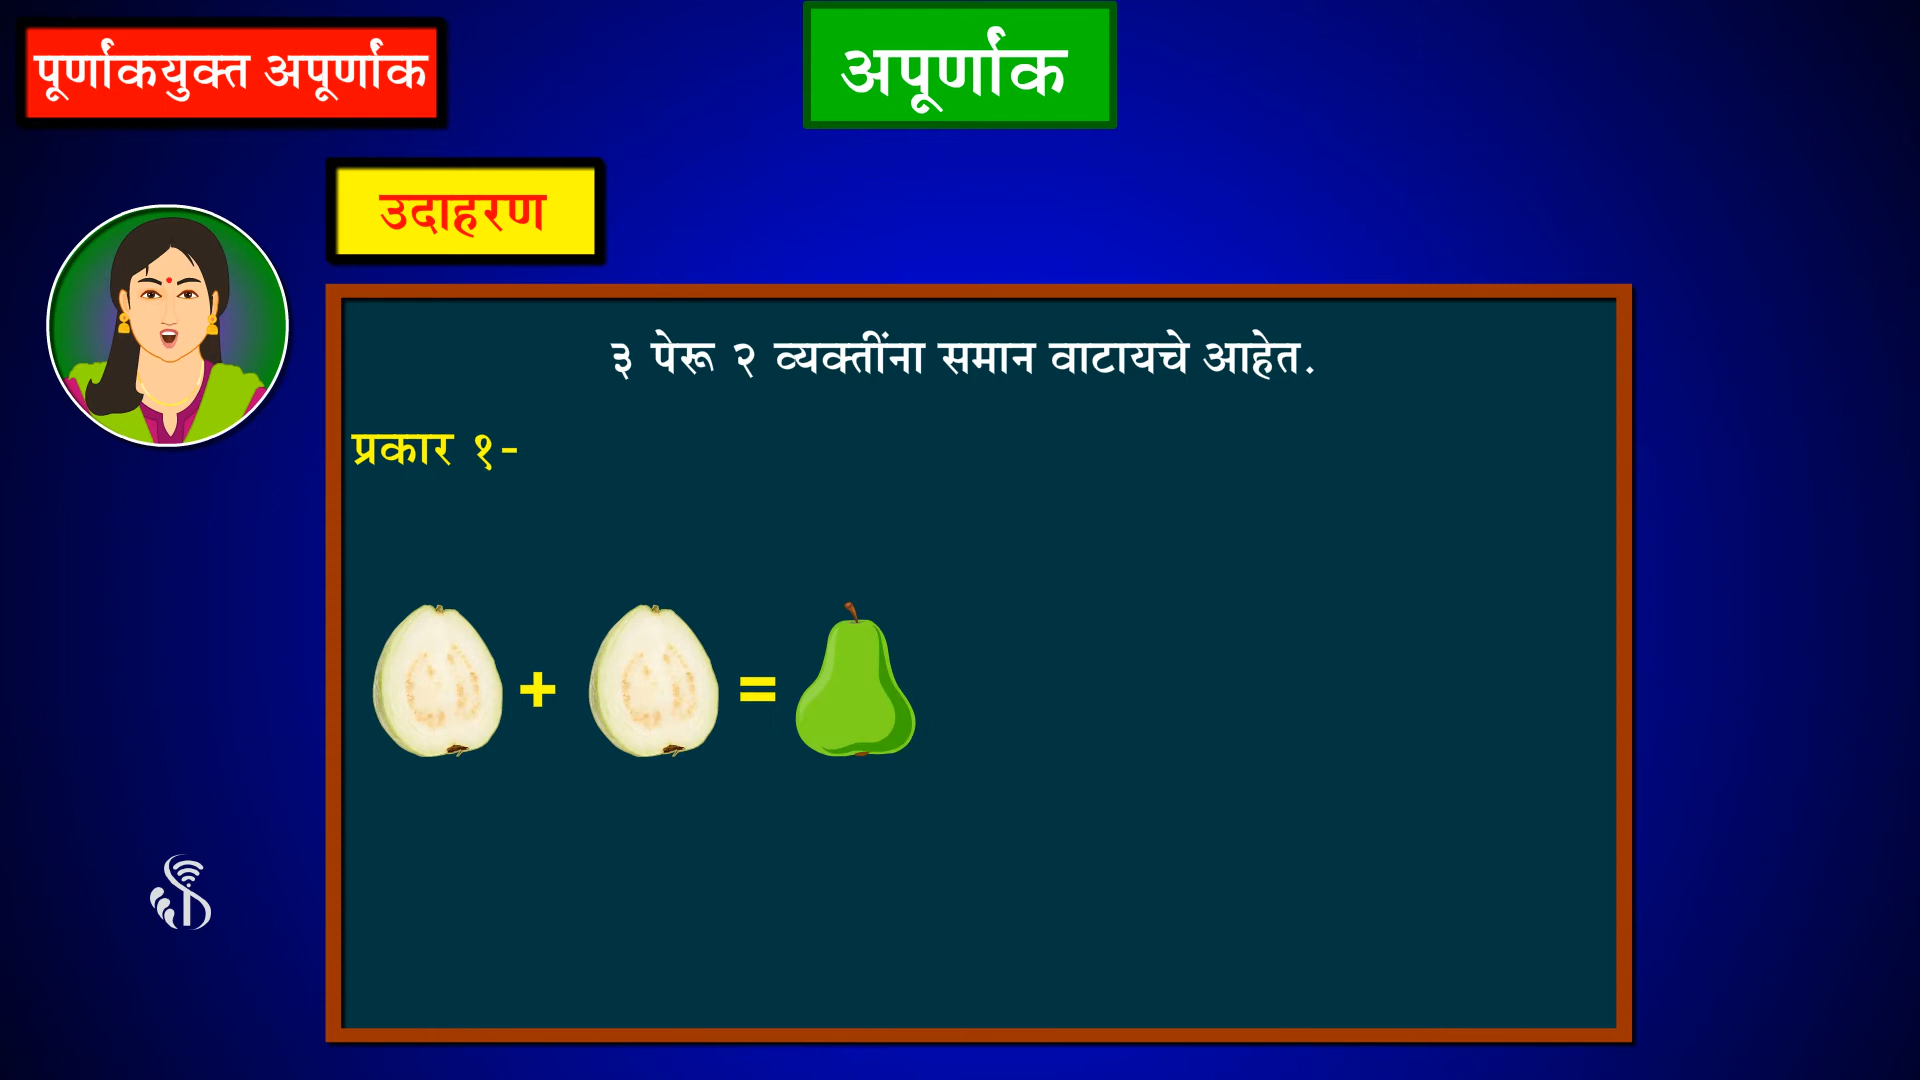 पूर्णांकयुक्त अपूर्णांक
अपूर्णांक
उदाहरण
३ पेरू २ व्यक्तींना समान वाटायचे आहेत.
प्रकार १-
+ =